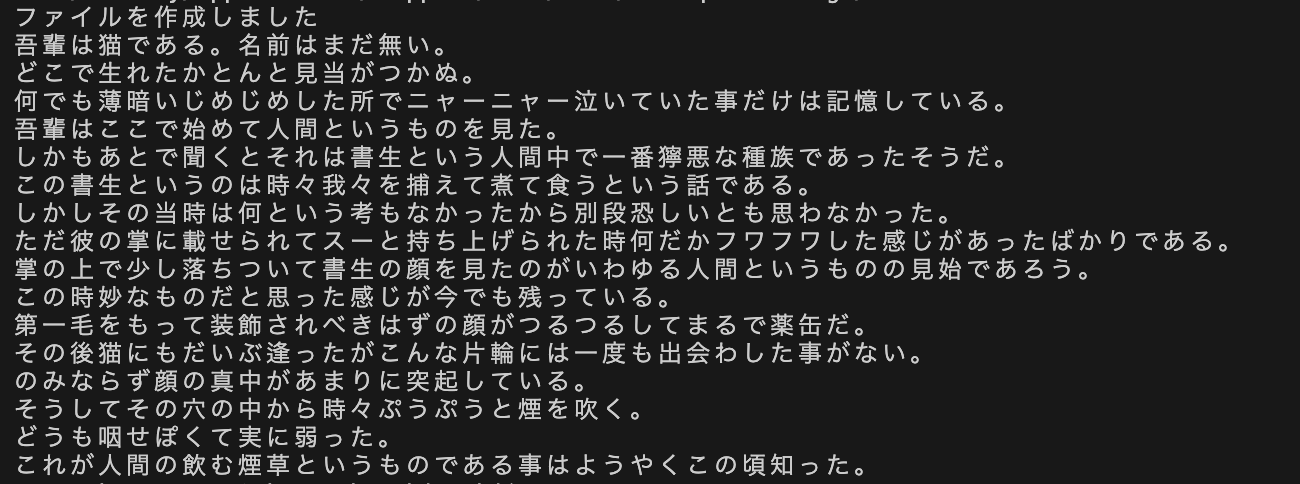 ファイルを作成しました
吾輩は猫である。名前はまだ無い。
どこで生れたかとんと見当がつかぬ。
何でも薄暗いじめじめした所でニャーニャー泣いていた事だけは記憶している。
吾輩はここで始めて人間というものを見た。
しかもあとで聞くとそれは書生という人間中で一番獰悪な種族であったそうだ。
この書生というのは時々我々を捕えて煮て食うという話である。
しかしその当時は何という考もなかったから別段恐しいとも思わなかった。
ただ彼の掌に載せられてスーと持ち上げられた時何だかフワフワした感じがあったばかりである。
掌の上で少し落ちついて書生の顔を見たのがいわゆる人間というものの見始であろう。
この時妙なものだと思った感じが今でも残っている。
第一毛をもって装飾されべきはずの顔がつるつるしてまるで薬缶だ。
その後猫にもだいぶ逢ったがこんな片輪には一度も出会わした事がない。
のみならず顔の真中があまりに突起している。
そうしてその穴の中から時々ぷうぷうと煙を吹く。
どうも咽せぽくて実に弱った。
これが人間の飲む煙草というものである事はようやくこの頃知った。